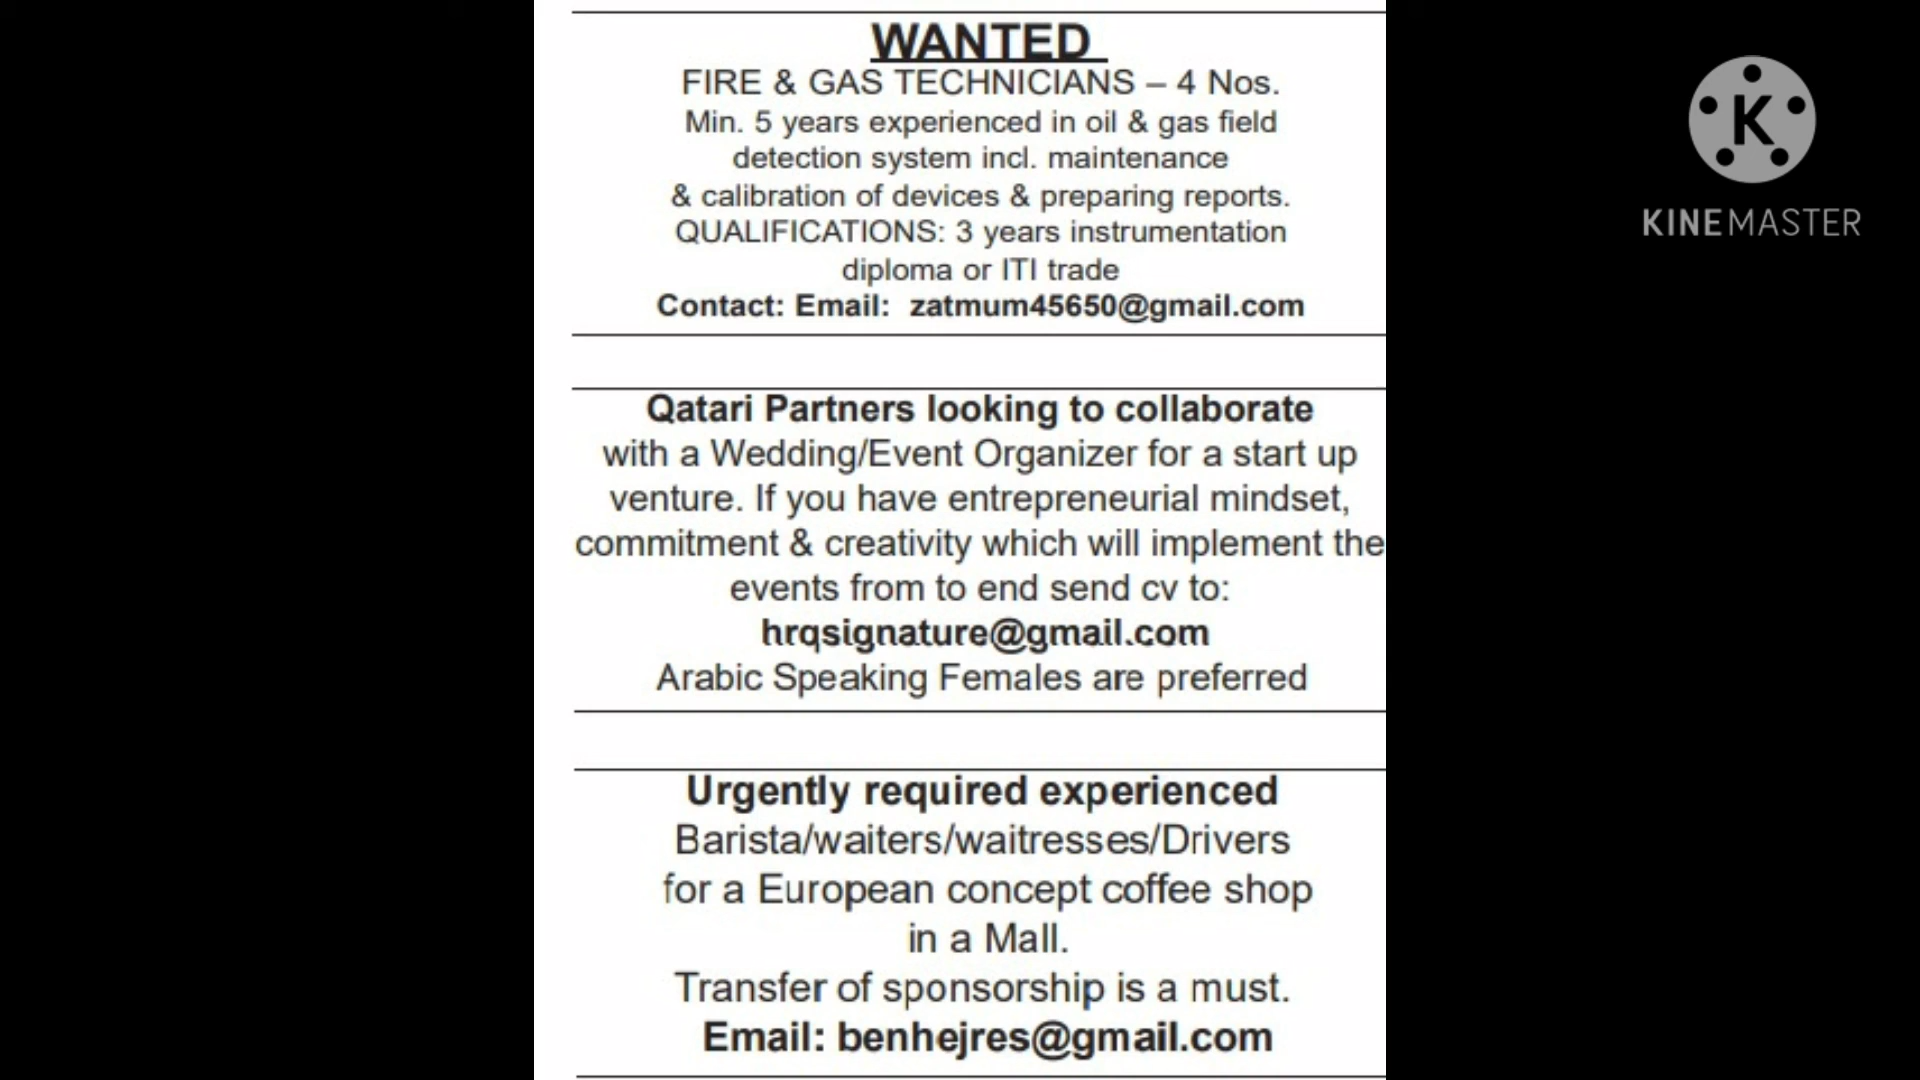 WANTED
FIRE & GAS TECHNICIANS – 4 Nos.
Min. 5 years experienced in oil & gas field
detection system incl. maintenance
& calibration of devices & preparing reports.
QUALIFICATIONS: 3 years instrumentation
diploma or ITI trade
Contact: Email: zatmum45650@gmail.com
Qatari Partners looking to collaborate
with a Wedding/Event Organizer for a start up
venture. If you have entrepreneurial mindset,
commitment & creativity which will implement the
events from to end send cv to:
hrqsignature@gmail.com
Arabic Speaking Females are preferred
Urgently required experienced
Barista/waiters/waitresses/Drivers
for a European concept coffee shop
in a Mall.
Transfer of sponsorship is a must.
Email: benhejres@gmail.com
K
KINEMASTER